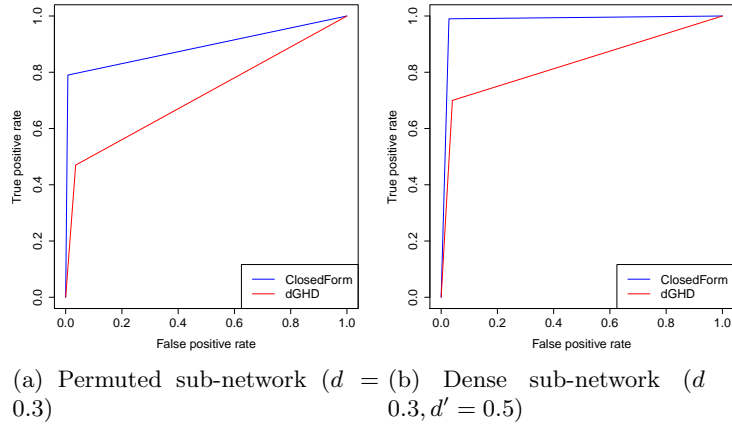 1.0
0.8
0.6
0.4
0.2
0.0
True positive rate
0.0 0.2 0.4 0.6 0.8 1.0
False positive rate
ClosedForm
dGHD
1.0
0.8
0.6
0.4
0.2
0.0
True positive rate
0.0 0.2 0.4 0.6 0.8 1.0
False positive rate
ClosedForm
dGHD
(a) Permuted sub-network (d =
0.3)
(b) Dense sub-network (d
0.3, d′ = 0.5)